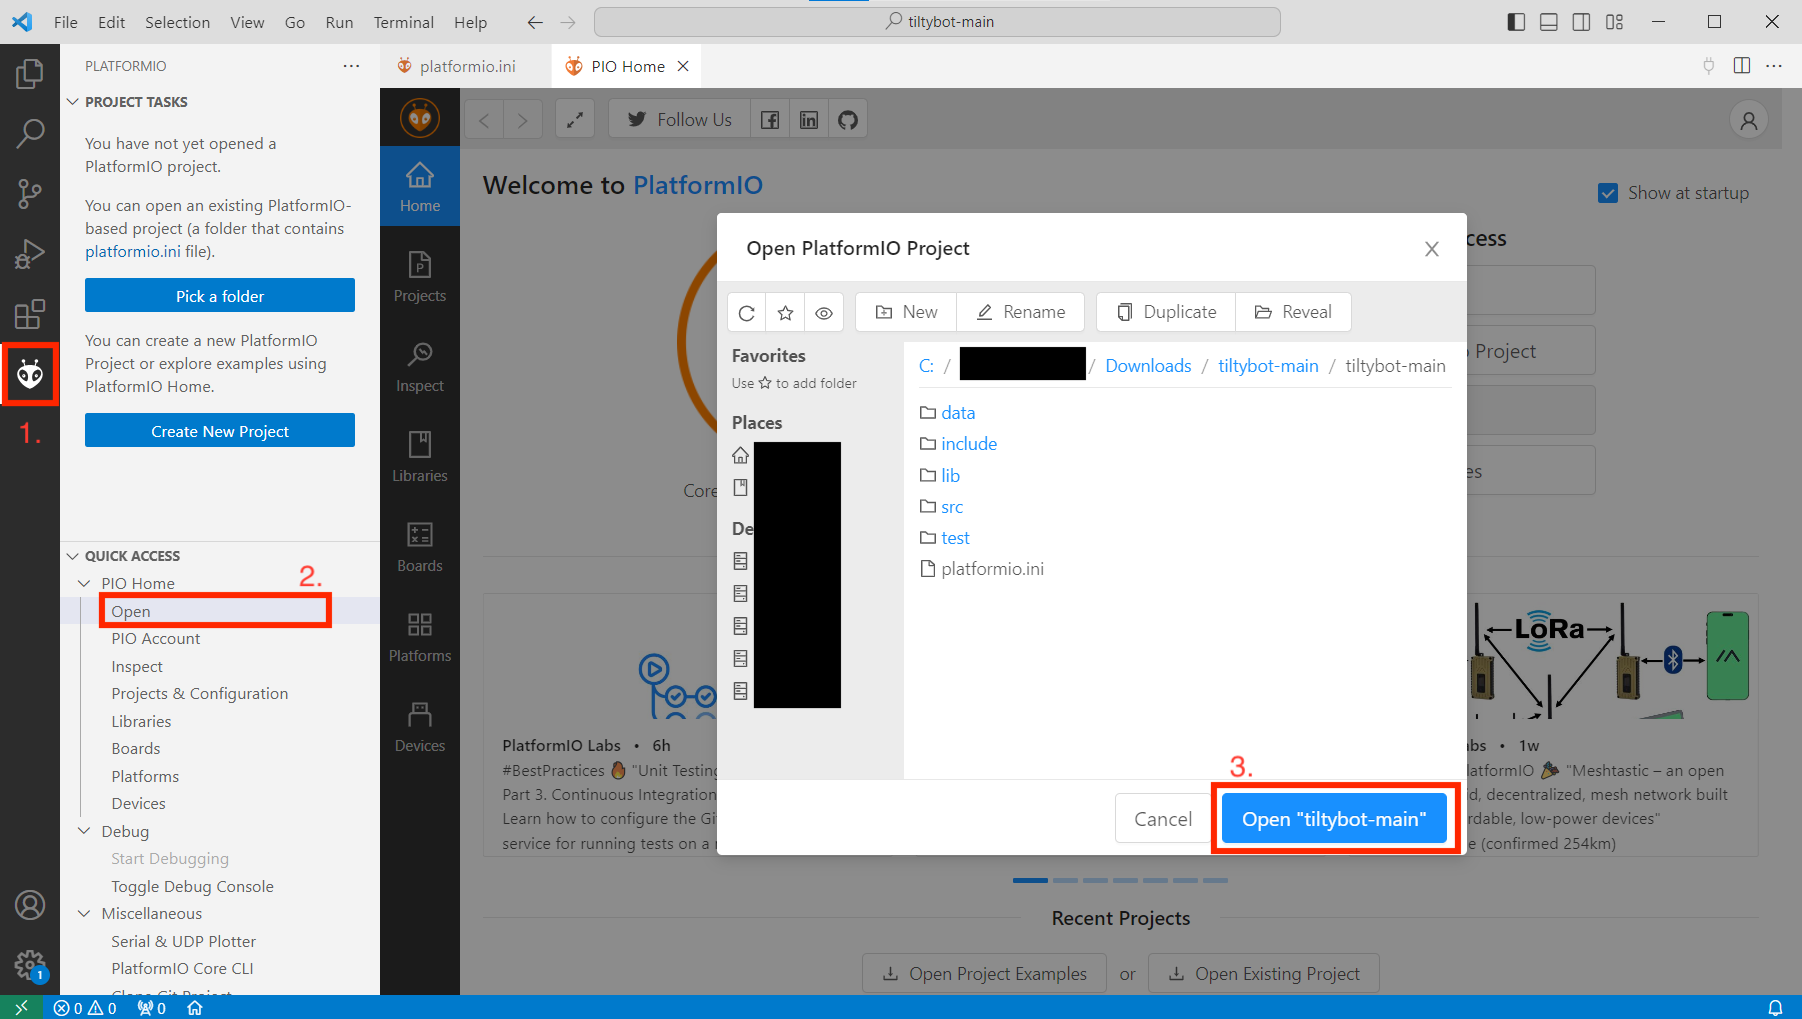 File Edit Selection View Go Run Terminal Help
tiltybot-main
PLATFORMIO
platformio.ini
PIO Home
PROJECT TASKS
You have not yet opened a
PlatformIO project.
You can open an existing PlatformIO-
based project (a folder that contains
platformio.ini file).
Pick a folder
You can create a new PlatformIO
Project or explore examples using
PlatformIO Home.
Create New Project
1.
QUICK ACCESS
PIO Home
2.
Open
PIO Account
Inspect
Projects & Configuration
Libraries
Boards
Platforms
Devices
Debug
Start Debugging
Toggle Debug Console
Miscellaneous
Serial & UDP Plotter
PlatformIO Core CLI
Clone Git Project
1
Home
Projects
Inspect
Libraries
Boards
Platforms
Devices
Follow Us
Welcome to PlatformIO
Show at startup
cess
Project
es
Core
Open PlatformIO Project
New
Rename
Duplicate
Reveal
Favorites
Use to add folder
Places
De
C: / / Downloads / tiltybot-main / tiltybot-main
data
include
lib
src
test
platformio.ini
3.
Cancel
Open "tiltybot-main"
PlatformIO Labs • 6h
#BestPractices 🔥 "Unit Testing
Part 3. Continuous Integration
Learn how to configure the Gi
service for running tests on a
LoRa
abs • 1w
latformIO 🎉 "Meshtastic – an open
id, decentralized, mesh network built
rdable, low-power devices"
e (confirmed 254km)
Recent Projects
Open Project Examples
or
Open Existing Project
0 0 0